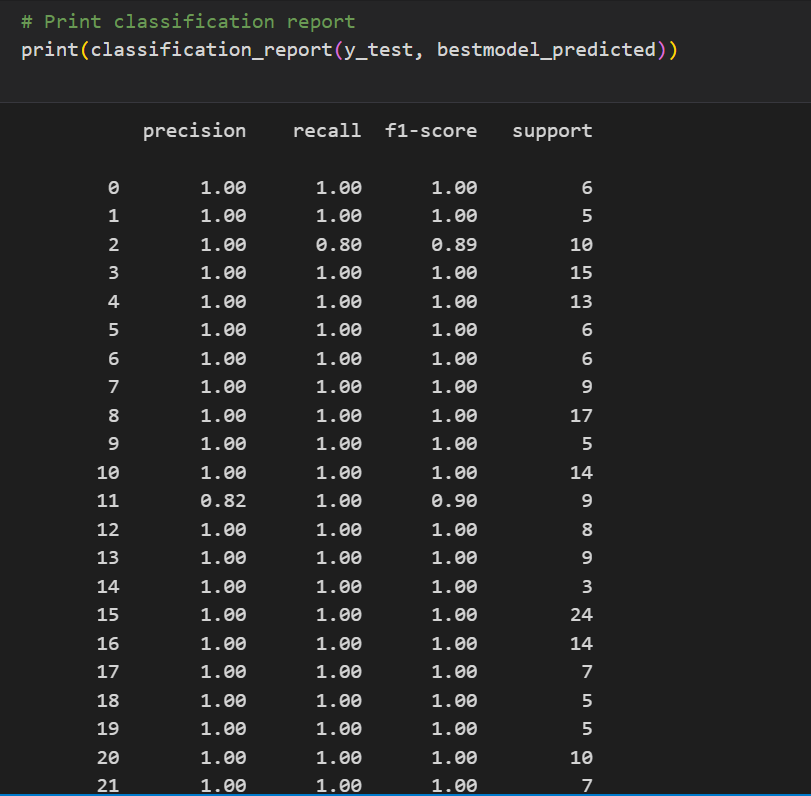 # Print classification report
print(classification_report(y_test, bestmodel_predicted))
precision recall f1-score support
0 1.00 1.00 1.00 6
1 1.00 1.00 1.00 5
2 1.00 0.80 0.89 10
3 1.00 1.00 1.00 15
4 1.00 1.00 1.00 13
5 1.00 1.00 1.00 6
6 1.00 1.00 1.00 6
7 1.00 1.00 1.00 9
8 1.00 1.00 1.00 17
9 1.00 1.00 1.00 5
10 1.00 1.00 1.00 14
11 0.82 1.00 0.90 9
12 1.00 1.00 1.00 8
13 1.00 1.00 1.00 9
14 1.00 1.00 1.00 3
15 1.00 1.00 1.00 24
16 1.00 1.00 1.00 14
17 1.00 1.00 1.00 7
18 1.00 1.00 1.00 5
19 1.00 1.00 1.00 5
20 1.00 1.00 1.00 10
21 1.00 1.00 1.00 7